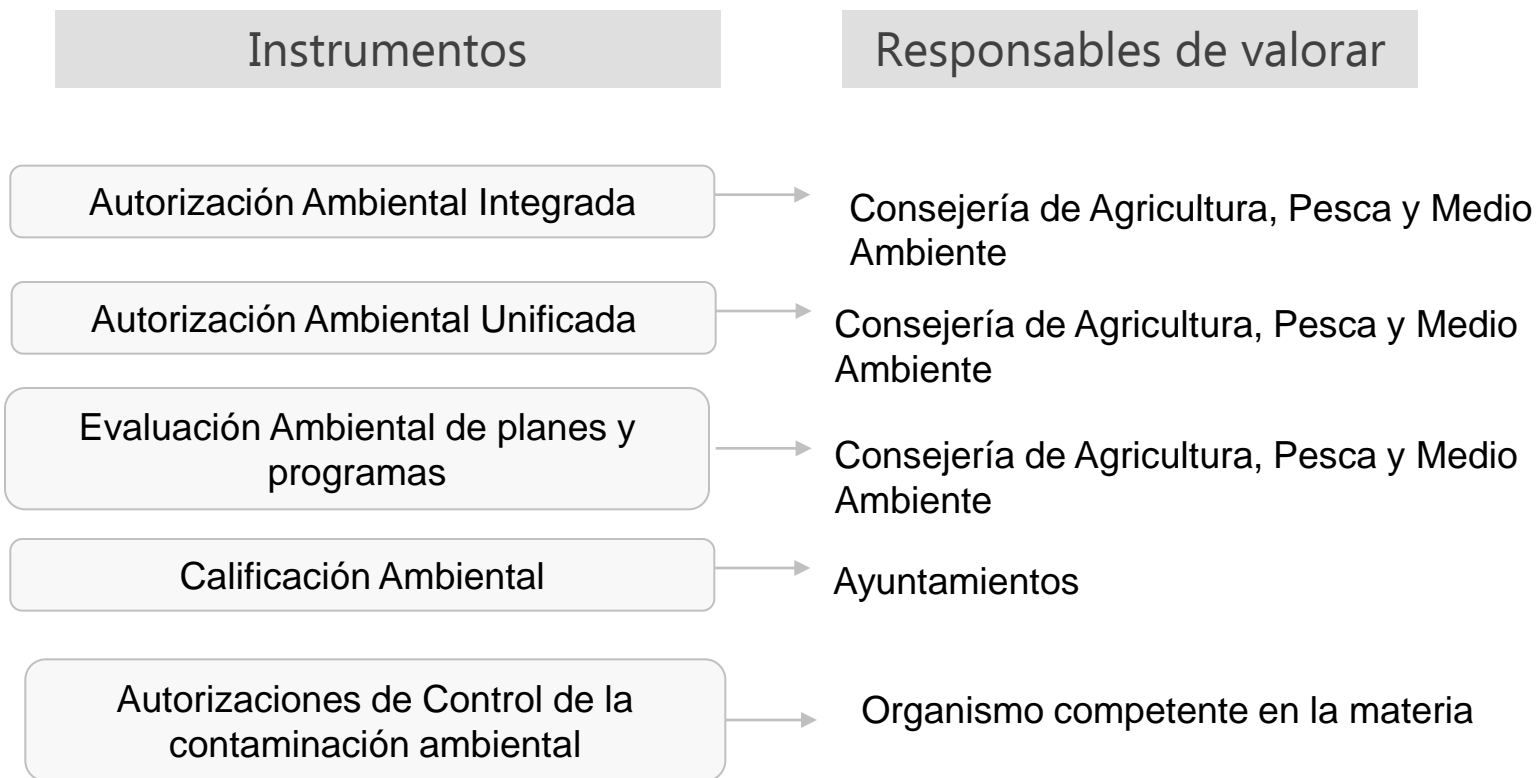 Instrumentos
Responsables de valorar
Autorización Ambiental Integrada
Consejería de Agricultura, Pesca y Medio
Ambiente
Autorización Ambiental Unificada
Consejería de Agricultura, Pesca y Medio
Ambiente
Evaluación Ambiental de planes y
programas
Consejería de Agricultura, Pesca y Medio
Ambiente
Calificación Ambiental
Ayuntamientos
Autorizaciones de Control de la
contaminación ambiental
Organismo competente en la materia